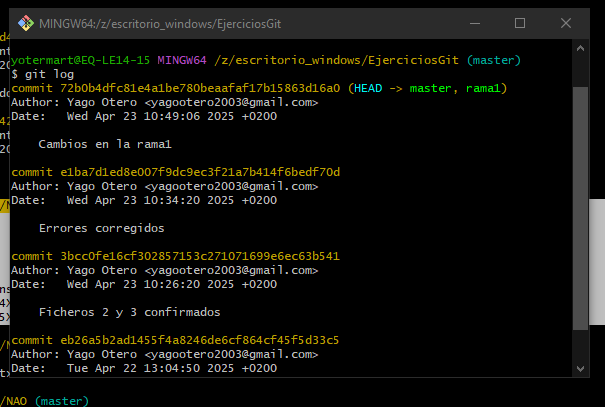 MINGW64:/z/escritorio_windows/EjerciciosGit
yotermart@EQ-LE14-15 MINGW64 /z/escritorio_windows/EjerciciosGit (master)
$ git log
commit 72b0b4dfc81e4a1be780beaafaf17b15863d16a0 (HEAD -> master, rama1)
Author: Yago Otero <yagootero2003@gmail.com>
Date:   Wed Apr 23 10:49:06 2025 +0200
Cambios en la rama1
commit e1ba7d1ed8e007f9dc9ec3f21a7b414f6bedf70d
Author: Yago Otero <yagootero2003@gmail.com>
Date:   Wed Apr 23 10:34:20 2025 +0200
Errores corregidos
commit 3bcc0fe16cf302857153c271071699e6ec63b541
Author: Yago Otero <yagootero2003@gmail.com>
Date:   Wed Apr 23 10:26:20 2025 +0200
Ficheros 2 y 3 confirmados
commit eb26a5b2ad1455f4a8246de6cf864cf45f5d33c5
Author: Yago Otero <yagootero2003@gmail.com>
Date:   Tue Apr 22 13:04:50 2025 +0200
/NAO (master)